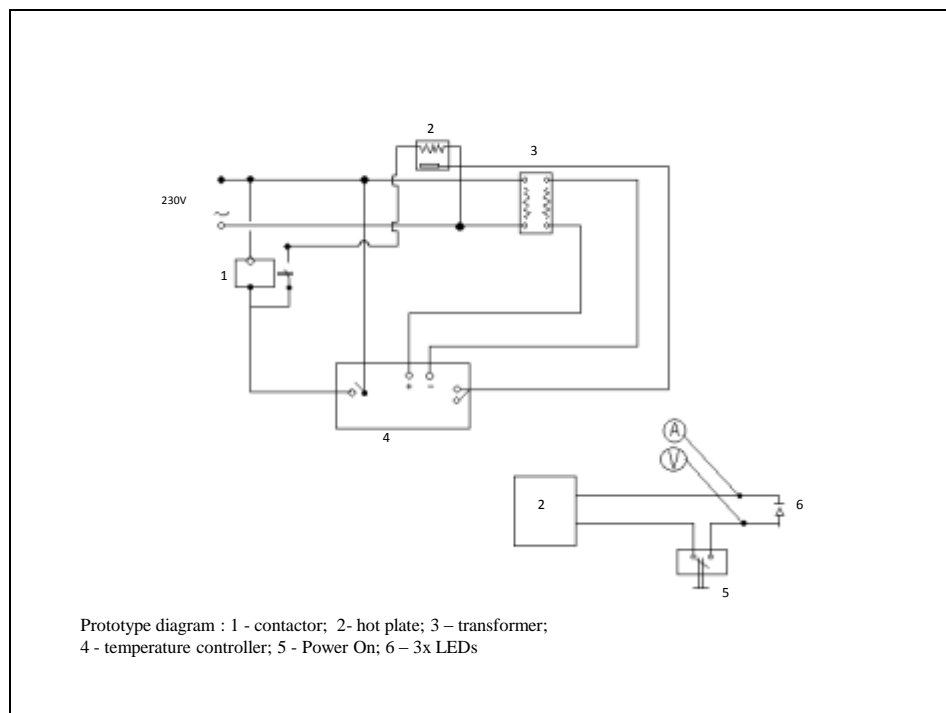 2
3
230V
~
1
+ -
4
A
V
2
6
5
Prototype diagram : 1 - contactor;  2- hot plate; 3 – transformer;
4 - temperature controller; 5 - Power On; 6 – 3x LEDs